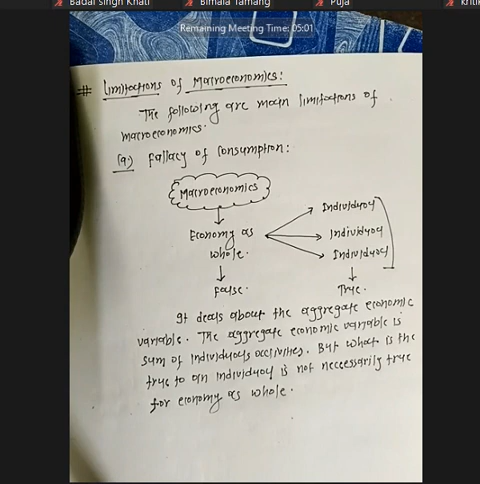 Badal singh Khati
Bimala Tamang
Puja
Remaining Meeting Time: 05:01
# Limitations of Macroeconomics:
The following are main limitations of
macroeconomics.
(a.) Fallacy of Consumption:
Macroeconomics
Economy as
whole.
False.
Individual
Individual
Individual
True.
It deals about the aggregate economic
variable. The aggregate economic variable is
sum of individuals activities. But what is the
true to an individual is not neccessarily true
for economy as whole.